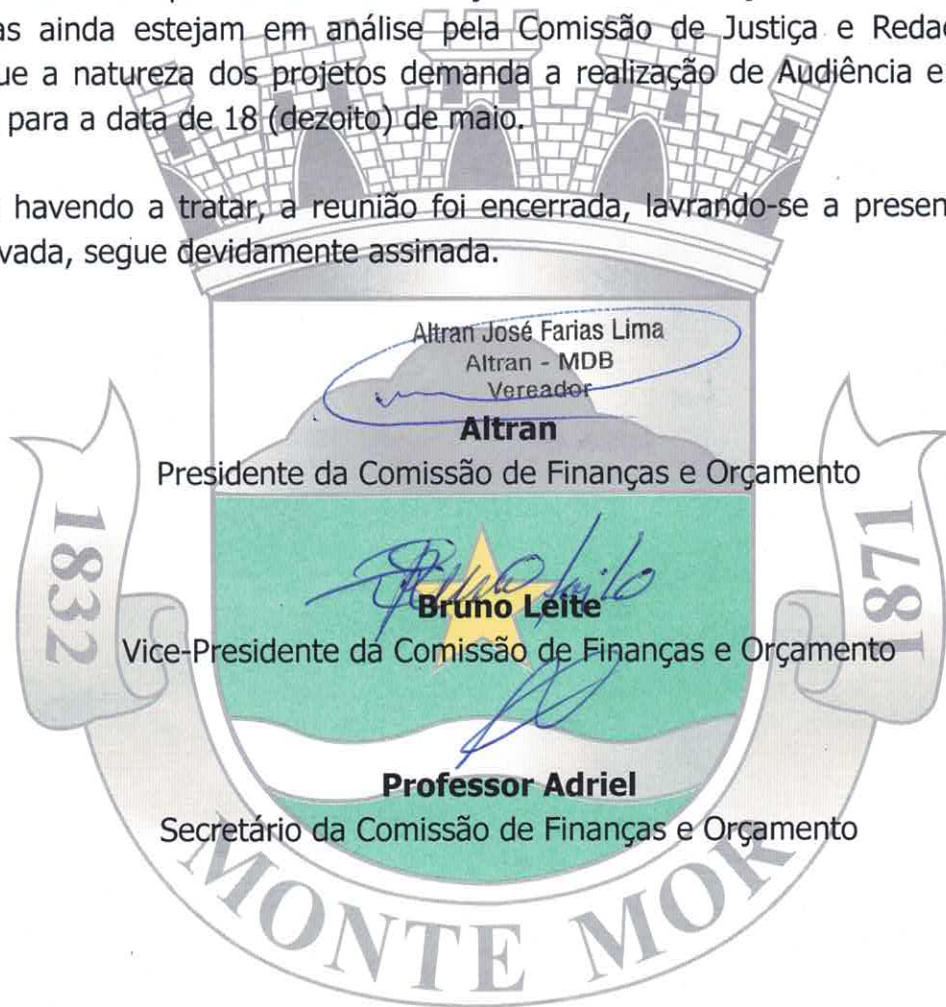 as ainda estejam em análise pela Comissão de Justiça e Redac
ue a natureza dos projetos demanda a realização de Audiência e
para a data de 18 (dezoito) de maio.
havendo a tratar, a reunião foi encerrada, lavrando-se a presen
vada, segue devidamente assinada.
Altran José Farias Lima
Altran - MDB
Vereador
Altran
Presidente da Comissão de Finanças e Orçamento
Bruno Leite
Bruno Leite
Vice-Presidente da Comissão de Finanças e Orçamento
Professor Adriel
Secretário da Comissão de Finanças e Orçamento
1832
1871
MONTE MOR